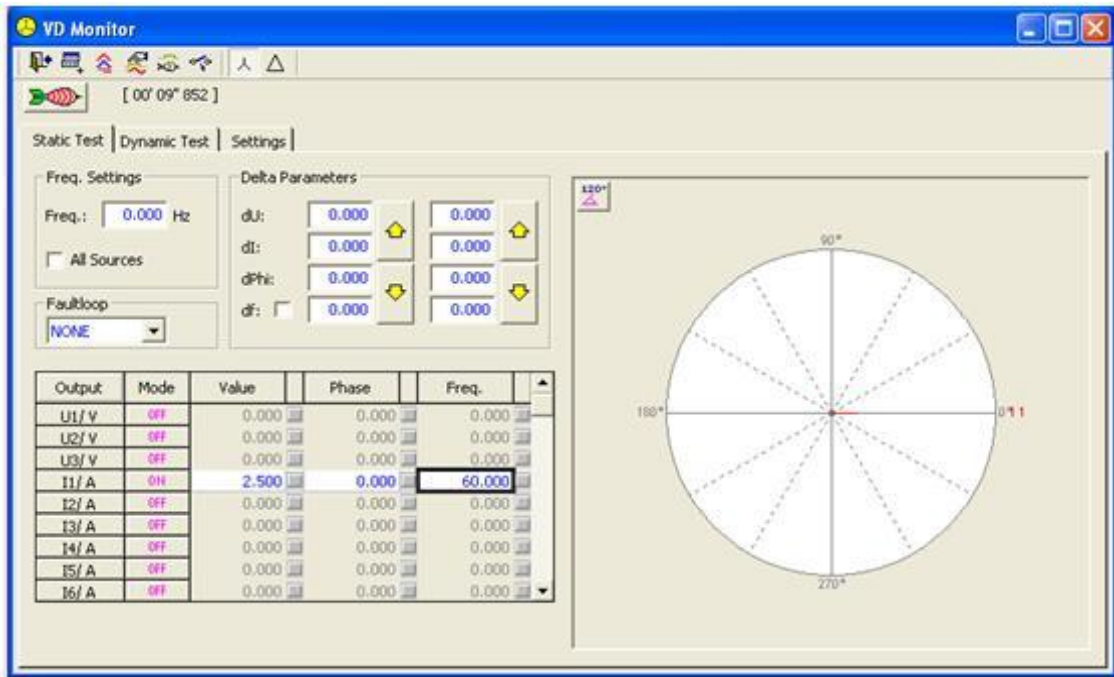 VD Monitor
[ 00' 09" 852 ]
Static Test Dynamic Test Settings
Freq. Settings
Freq.: 0.000 Hz
All Sources
Faultloop
NONE
Delta Parameters
dU: 0.000 0.000
dI: 0.000 0.000
dPhi: 0.000 0.000
df: 0.000 0.000
Output Mode Value Phase Freq.
U1/ V OFF 0.000 0.000 0.000
U2/ V OFF 0.000 0.000 0.000
U3/ V OFF 0.000 0.000 0.000
I1/ A ON 2.500 0.000 60.000
I2/ A OFF 0.000 0.000 0.000
I3/ A OFF 0.000 0.000 0.000
I4/ A OFF 0.000 0.000 0.000
I5/ A OFF 0.000 0.000 0.000
I6/ A OFF 0.000 0.000 0.000
120°
90°
180°
0°
270°